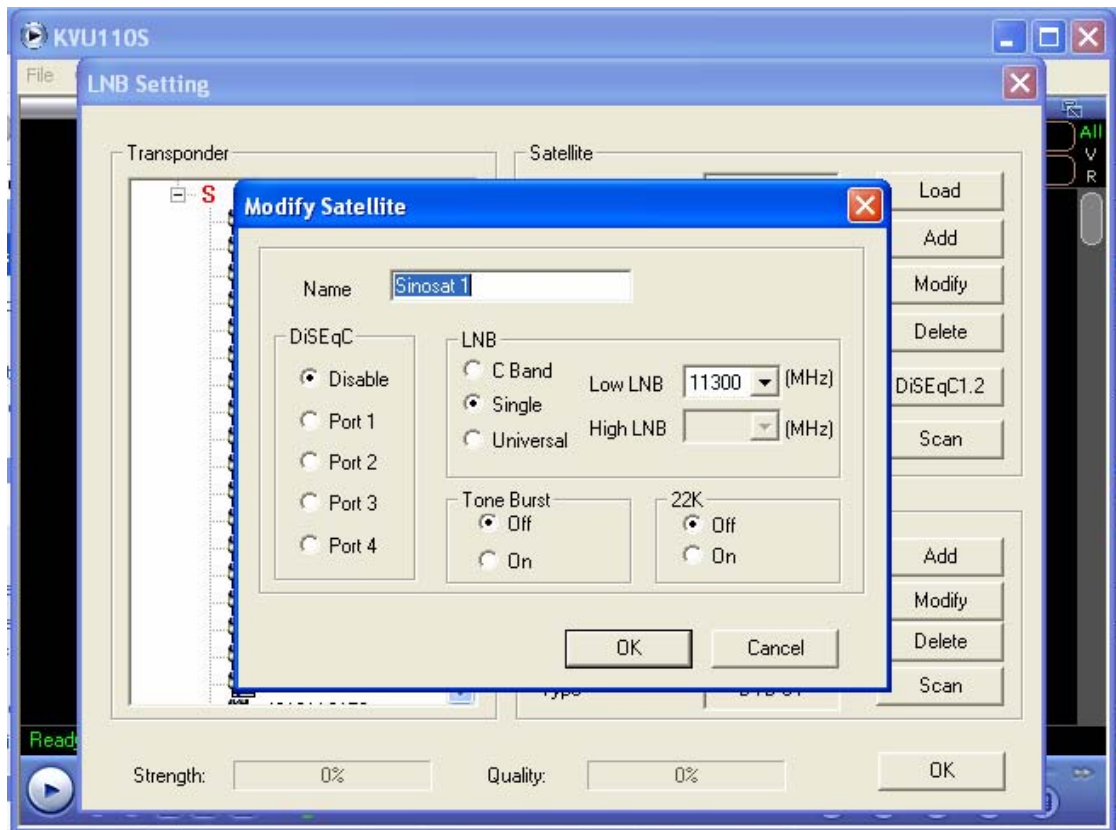 KVU110S
File
LNB Setting
All
V
R
Transponder
Satellite
S
Load
Add
Modify
Delete
DiSEqC1.2
Scan
Modify Satellite
Name Sinosat 1
DiSEqC
Disable
Port 1
Port 2
Port 3
Port 4
LNB
C Band
Single
Universal
Low LNB 11300 (MHz)
High LNB (MHz)
Tone Burst
Off
On
22K
Off
On
OK Cancel
Add
Modify
Delete
Scan
Strength: 0% Quality: 0% OK